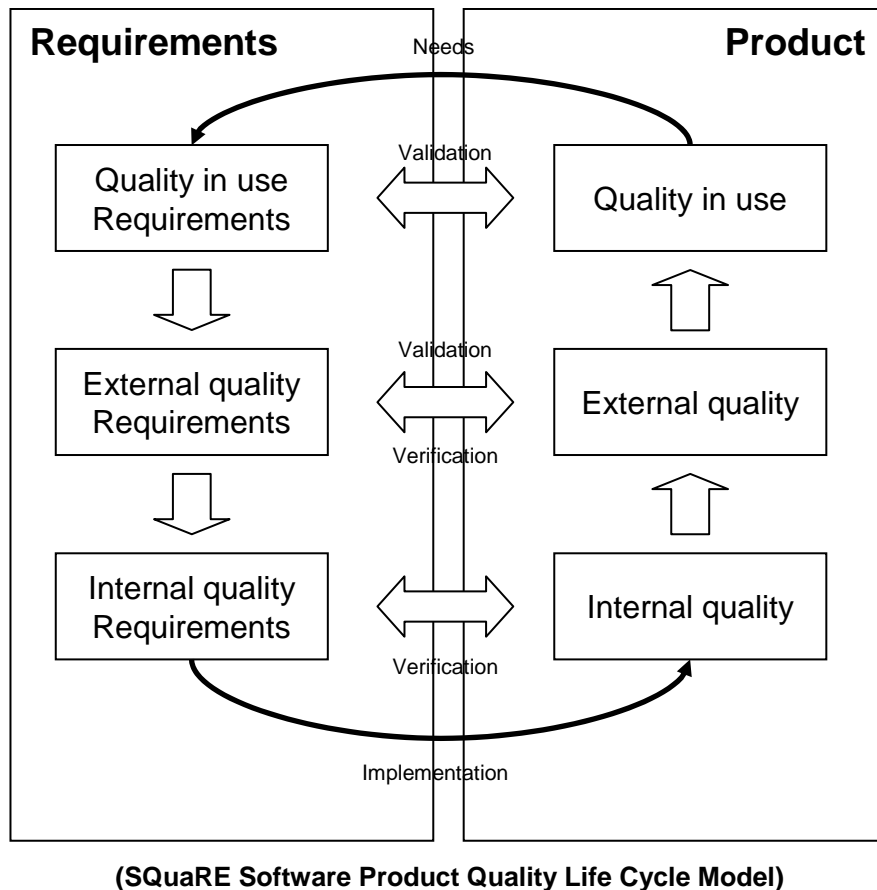 Requirements
Product
Needs
Quality in use
Requirements
Validation
Quality in use
External quality
Requirements
Validation
Verification
External quality
Internal quality
Requirements
Verification
Internal quality
Implementation
(SQuaRE Software Product Quality Life Cycle Model)